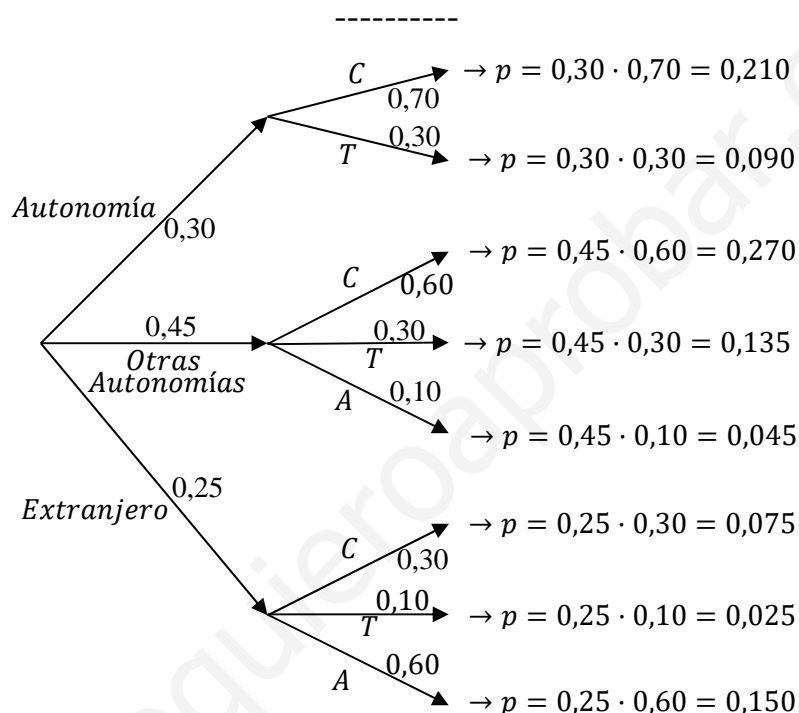 ----------
C
0,70
→ p = 0,30 · 0,70 = 0,210
0,30
T
→ p = 0,30 · 0,30 = 0,090
Autonomía
0,30
C
0,60
→ p = 0,45 · 0,60 = 0,270
0,45
Otras
Autonomías
0,30
T
→ p = 0,45 · 0,30 = 0,135
A
0,10
→ p = 0,45 · 0,10 = 0,045
Extranjero
0,25
C
0,30
→ p = 0,25 · 0,30 = 0,075
0,10
T
→ p = 0,25 · 0,10 = 0,025
A
0,60
→ p = 0,25 · 0,60 = 0,150
quieroaprobar.